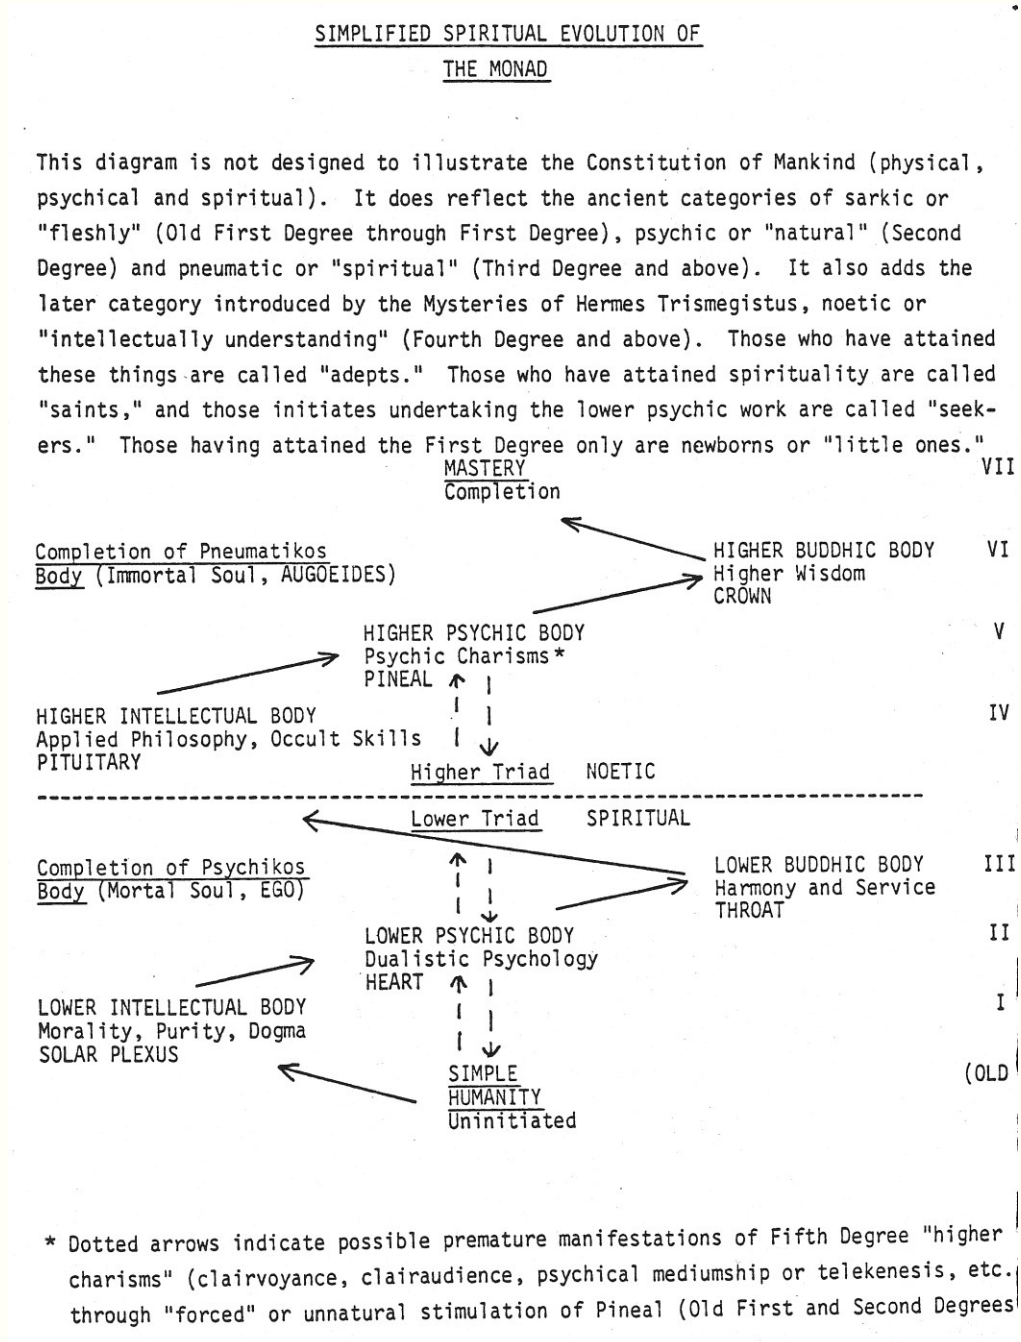 SIMPLIFIED SPIRITUAL EVOLUTION OF
THE MONAD
This diagram is not designed to illustrate the Constitution of Mankind (physical,
psychical and spiritual).  It does reflect the ancient categories of sarkic or
"fleshly" (Old First Degree through First Degree), psychic or "natural" (Second
Degree) and pneumatic or "spiritual" (Third Degree and above).  It also adds the
later category introduced by the Mysteries of Hermes Trismegistus, noetic or
"intellectually understanding" (Fourth Degree and above).  Those who have attained
these things are called "adepts."  Those who have attained spirituality are called
"saints," and those initiates undertaking the lower psychic work are called "seek-
ers."  Those having attained the First Degree only are newborns or "little ones."
MASTERY VII
Completion
Completion of Pneumatikos HIGHER BUDDHIC BODY VI
Body (Immortal Soul, AUGOEIDES) Higher Wisdom
CROWN
HIGHER PSYCHIC BODY V
Psychic Charisms*
PINEAL
HIGHER INTELLECTUAL BODY IV
Applied Philosophy, Occult Skills
PITUITARY
Higher Triad NOETIC
Lower Triad SPIRITUAL
Completion of Psychikos LOWER BUDDHIC BODY III
Body (Mortal Soul, EGO) Harmony and Service
THROAT
LOWER PSYCHIC BODY II
Dualistic Psychology
HEART
LOWER INTELLECTUAL BODY I
Morality, Purity, Dogma
SOLAR PLEXUS
SIMPLE (OLD
HUMANITY
Uninitiated
* Dotted arrows indicate possible premature manifestations of Fifth Degree "higher
charisms" (clairvoyance, clairaudience, psychical mediumship or telekenesis, etc.
through "forced" or unnatural stimulation of Pineal (Old First and Second Degrees